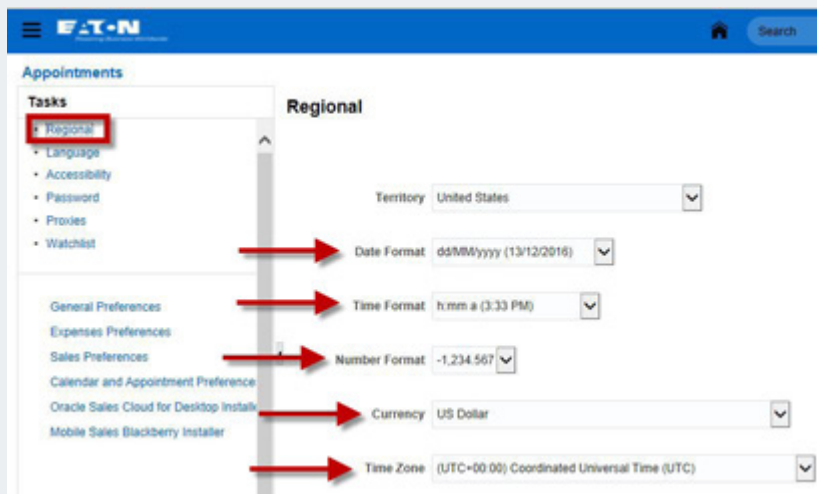 EATON
Search
Appointments
Tasks
Regional
Language
Accessibility
Password
Proxies
Watchlist
General Preferences
Expenses Preferences
Sales Preferences
Calendar and Appointment Preference
Oracle Sales Cloud for Desktop Installe
Mobile Sales Blackberry Installer
Regional
Territory United States
Date Format dd/MM/yyyy (13/12/2016)
Time Format h:mm a (3:33 PM)
Number Format -1,234.567
Currency US Dollar
Time Zone (UTC+00:00) Coordinated Universal Time (UTC)